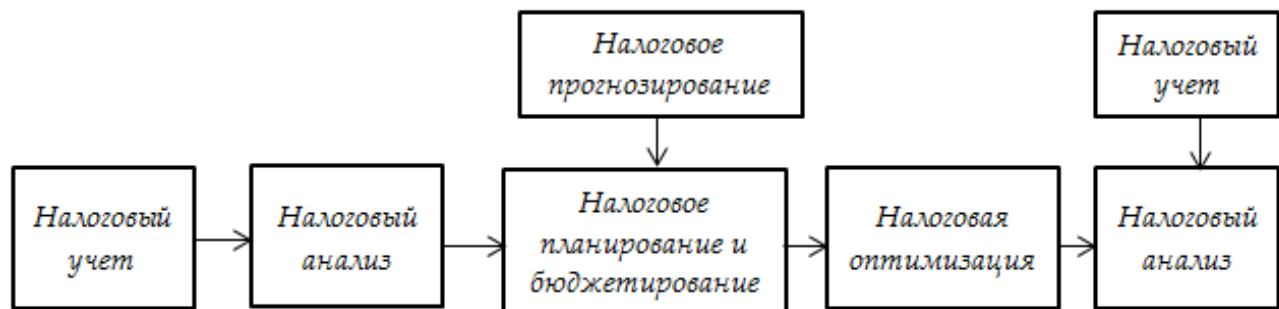 Налоговое
прогнозирование
Налоговый
учет
Налоговый
учет
Налоговый
анализ
Налоговое
планирование и
бюджетирование
Налоговая
оптимизация
Налоговый
анализ